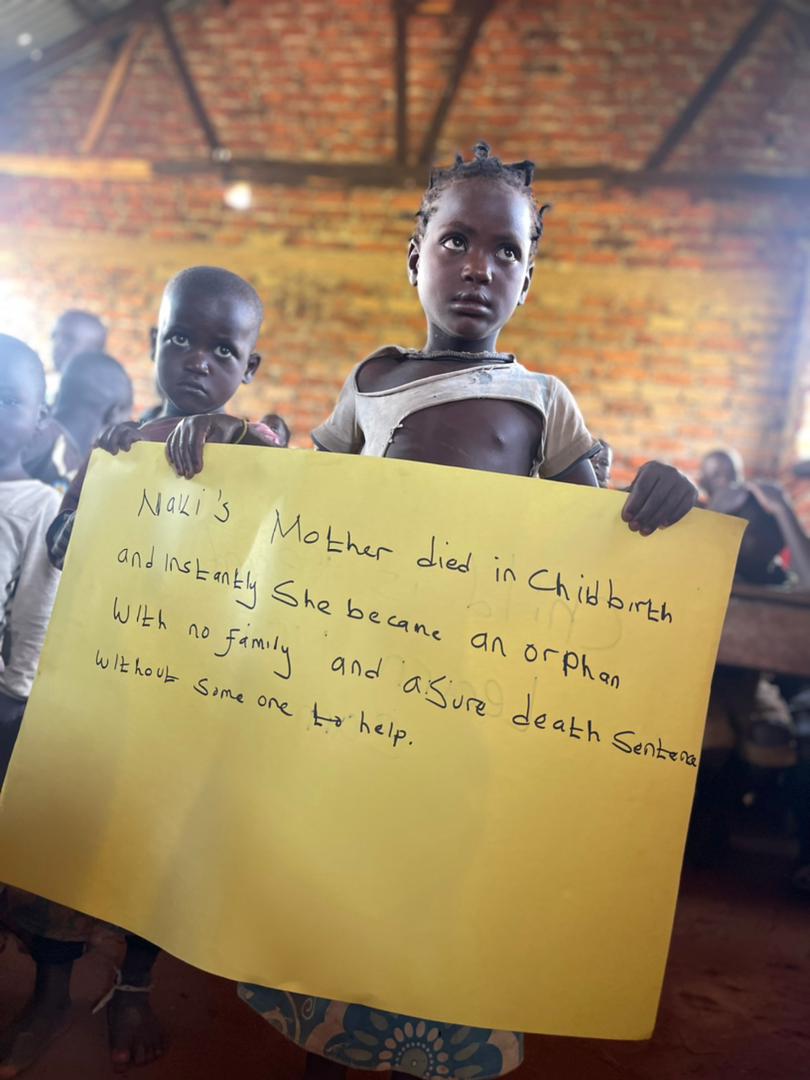 Naki's Mother died in Chidbirth
and instantly She became an orphan
With no family and a Sure death Sentence
Without Some one to help.